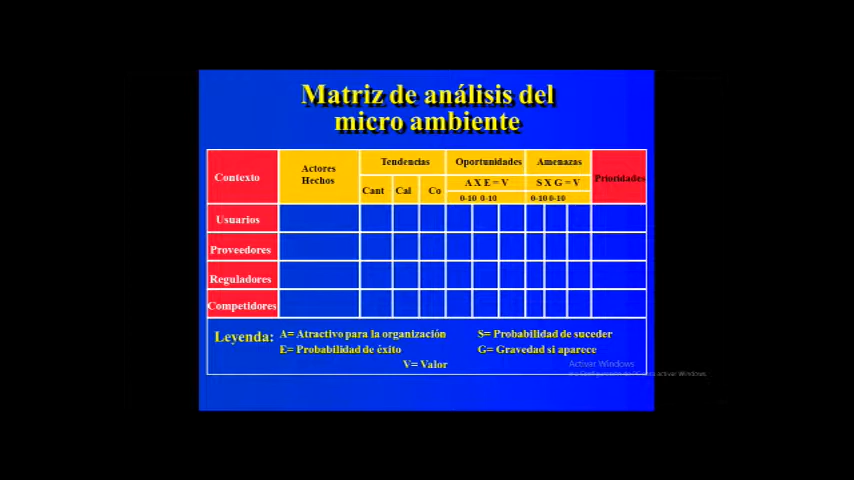 Matriz de análisis del
micro ambiente
Contexto
Actores
Hechos
Tendencias
Oportunidades
Amenazas
Prioridades
Cant Cal Co
A X E = V
S X G = V
0-10 0-10
0-10 0-10
Usuarios
Proveedores
Reguladores
Competidores
Leyenda: A= Atractivo para la organización S= Probabilidad de suceder
E= Probabilidad de éxito G= Gravedad si aparece
V= Valor
Activar Windows
activar Windows.